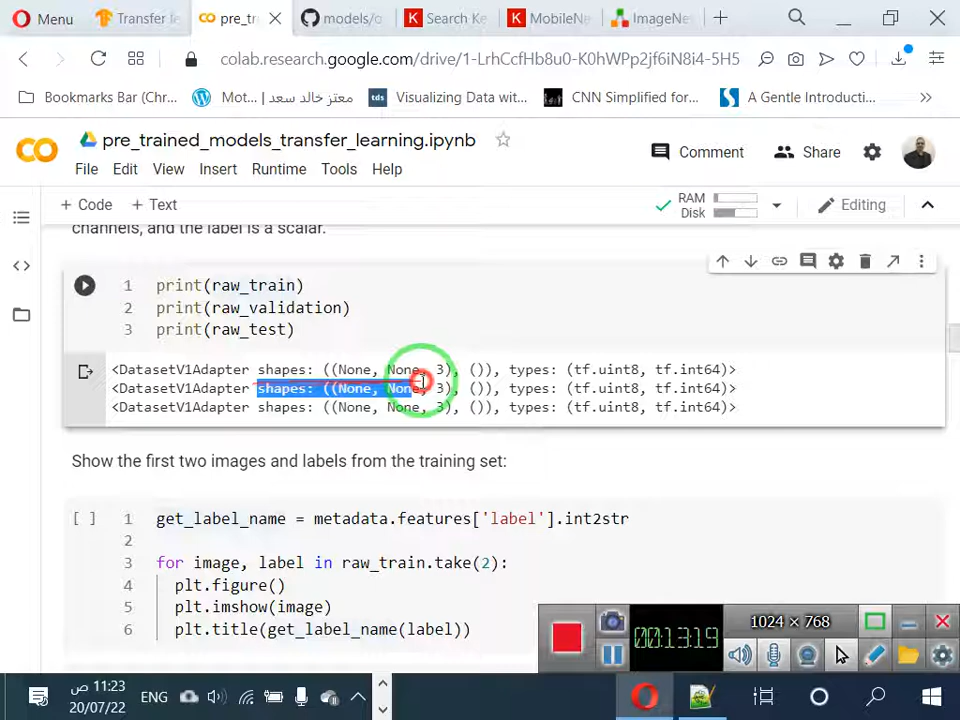 Menu
Transfer le
pre_tr
models/o
Search Ke
MobileNe
ImageNe
colab.research.google.com/drive/1-LrhCcfHb8u0-K0hWPp2jf6iN8i4-5H5
Bookmarks Bar (Chr...
Mot... | معتز خالد سعد
tds Visualizing Data wit...
CNN Simplified for...
A Gentle Introducti...
pre_trained_models_transfer_learning.ipynb
Comment
Share
File Edit View Insert Runtime Tools Help
+ Code + Text
RAM
Disk
Editing
channels, and the label is a scalar.
1 print(raw_train)
2 print(raw_validation)
3 print(raw_test)
<DatasetV1Adapter shapes: ((None, None, 3), ()), types: (tf.uint8, tf.int64)>
<DatasetV1Adapter shapes: ((None, None, 3), ()), types: (tf.uint8, tf.int64)>
<DatasetV1Adapter shapes: ((None, None, 3), ()), types: (tf.uint8, tf.int64)>
Show the first two images and labels from the training set:
[ ] 1 get_label_name = metadata.features['label'].int2str
2
3 for image, label in raw_train.take(2):
4 plt.figure()
5 plt.imshow(image)
6 plt.title(get_label_name(label))
00:13:19
1024 × 768
11:23 ص
20/07/22
ENG